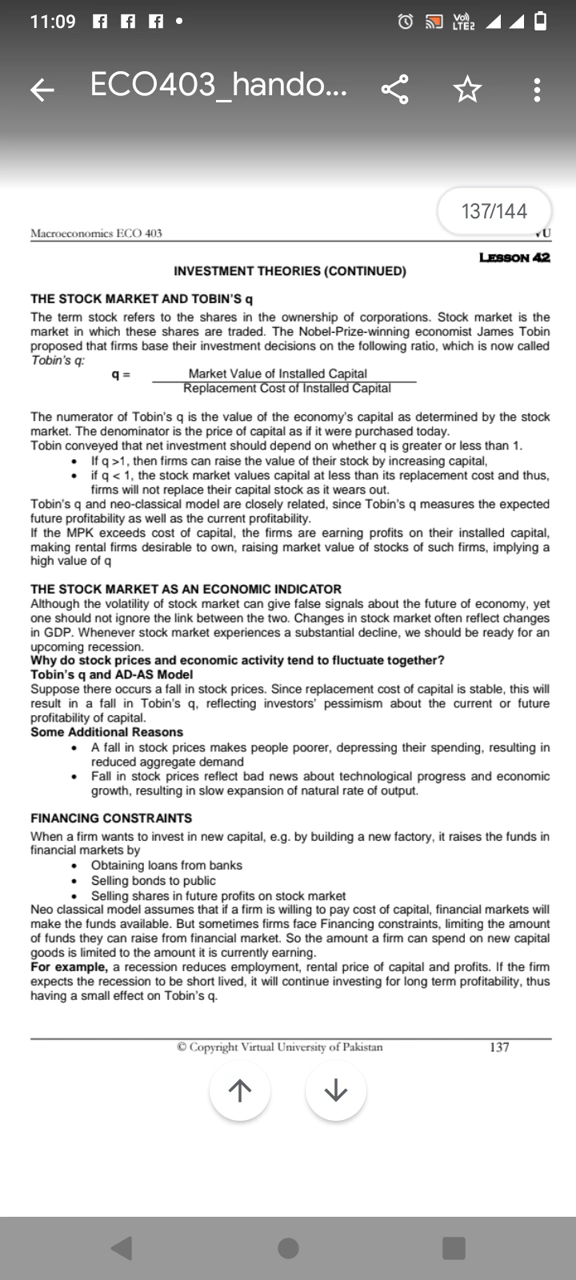 11:09
Vo)
LTE2
ECO403_hando...
137/144
Macroeconomics ECO 403
VU
LESSON 42
INVESTMENT THEORIES (CONTINUED)
THE STOCK MARKET AND TOBIN'S q
The term stock refers to the shares in the ownership of corporations. Stock market is the
market in which these shares are traded. The Nobel-Prize-winning economist James Tobin
proposed that firms base their investment decisions on the following ratio, which is now called
Tobin's q:
q = Market Value of Installed Capital
Replacement Cost of Installed Capital
The numerator of Tobin's q is the value of the economy's capital as determined by the stock
market. The denominator is the price of capital as if it were purchased today.
Tobin conveyed that net investment should depend on whether q is greater or less than 1.
• If q >1, then firms can raise the value of their stock by increasing capital,
• if q < 1, the stock market values capital at less than its replacement cost and thus,
firms will not replace their capital stock as it wears out.
Tobin's q and neo-classical model are closely related, since Tobin's q measures the expected
future profitability as well as the current profitability.
If the MPK exceeds cost of capital, the firms are earning profits on their installed capital,
making rental firms desirable to own, raising market value of stocks of such firms, implying a
high value of q
THE STOCK MARKET AS AN ECONOMIC INDICATOR
Although the volatility of stock market can give false signals about the future of economy, yet
one should not ignore the link between the two. Changes in stock market often reflect changes
in GDP. Whenever stock market experiences a substantial decline, we should be ready for an
upcoming recession.
Why do stock prices and economic activity tend to fluctuate together?
Tobin's q and AD-AS Model
Suppose there occurs a fall in stock prices. Since replacement cost of capital is stable, this will
result in a fall in Tobin's q, reflecting investors' pessimism about the current or future
profitability of capital.
Some Additional Reasons
• A fall in stock prices makes people poorer, depressing their spending, resulting in
reduced aggregate demand
• Fall in stock prices reflect bad news about technological progress and economic
growth, resulting in slow expansion of natural rate of output.
FINANCING CONSTRAINTS
When a firm wants to invest in new capital, e.g. by building a new factory, it raises the funds in
financial markets by
• Obtaining loans from banks
• Selling bonds to public
• Selling shares in future profits on stock market
Neo classical model assumes that if a firm is willing to pay cost of capital, financial markets will
make the funds available. But sometimes firms face Financing constraints, limiting the amount
of funds they can raise from financial market. So the amount a firm can spend on new capital
goods is limited to the amount it is currently earning.
For example, a recession reduces employment, rental price of capital and profits. If the firm
expects the recession to be short lived, it will continue investing for long term profitability, thus
having a small effect on Tobin's q.
© Copyright Virtual University of Pakistan
137